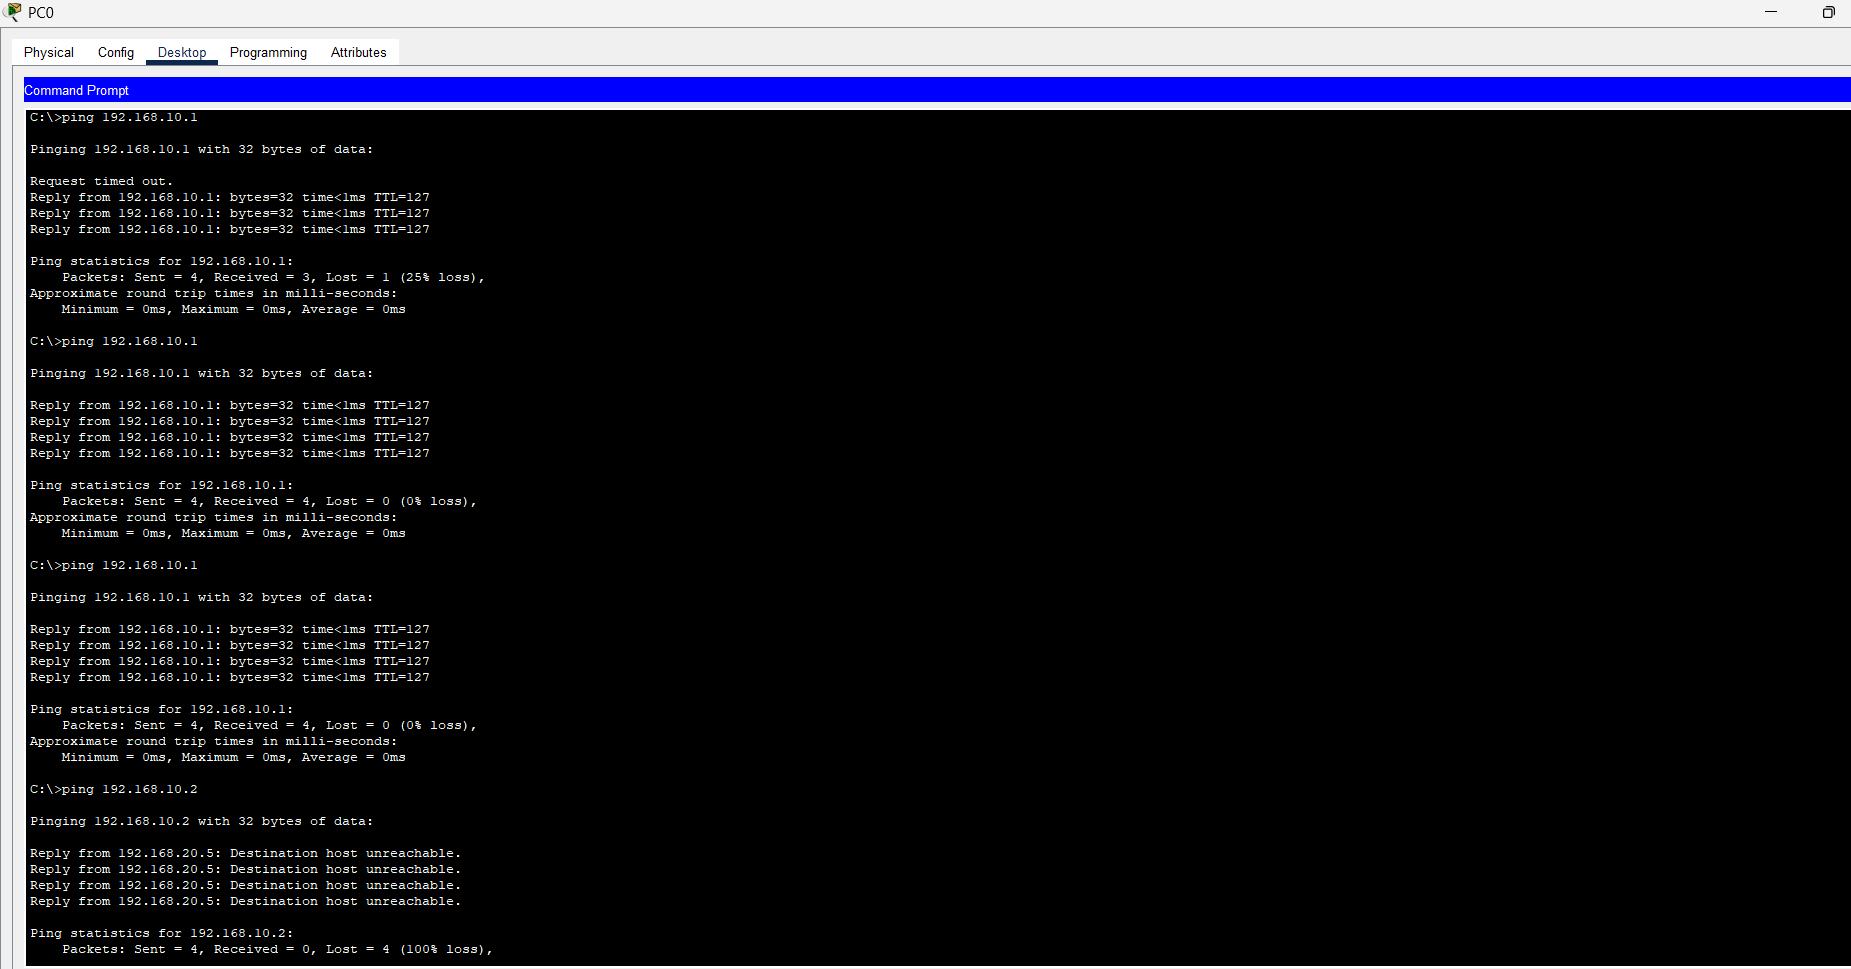 PC0
Physical Config Desktop Programming Attributes
Command Prompt
C:\>ping 192.168.10.1
Pinging 192.168.10.1 with 32 bytes of data:
Request timed out.
Reply from 192.168.10.1: bytes=32 time<1ms TTL=127
Reply from 192.168.10.1: bytes=32 time<1ms TTL=127
Reply from 192.168.10.1: bytes=32 time<1ms TTL=127
Ping statistics for 192.168.10.1:
    Packets: Sent = 4, Received = 3, Lost = 1 (25% loss),
Approximate round trip times in milli-seconds:
    Minimum = 0ms, Maximum = 0ms, Average = 0ms
C:\>ping 192.168.10.1
Pinging 192.168.10.1 with 32 bytes of data:
Reply from 192.168.10.1: bytes=32 time<1ms TTL=127
Reply from 192.168.10.1: bytes=32 time<1ms TTL=127
Reply from 192.168.10.1: bytes=32 time<1ms TTL=127
Reply from 192.168.10.1: bytes=32 time<1ms TTL=127
Ping statistics for 192.168.10.1:
    Packets: Sent = 4, Received = 4, Lost = 0 (0% loss),
Approximate round trip times in milli-seconds:
    Minimum = 0ms, Maximum = 0ms, Average = 0ms
C:\>ping 192.168.10.1
Pinging 192.168.10.1 with 32 bytes of data:
Reply from 192.168.10.1: bytes=32 time<1ms TTL=127
Reply from 192.168.10.1: bytes=32 time<1ms TTL=127
Reply from 192.168.10.1: bytes=32 time<1ms TTL=127
Reply from 192.168.10.1: bytes=32 time<1ms TTL=127
Ping statistics for 192.168.10.1:
    Packets: Sent = 4, Received = 4, Lost = 0 (0% loss),
Approximate round trip times in milli-seconds:
    Minimum = 0ms, Maximum = 0ms, Average = 0ms
C:\>ping 192.168.10.2
Pinging 192.168.10.2 with 32 bytes of data:
Reply from 192.168.20.5: Destination host unreachable.
Reply from 192.168.20.5: Destination host unreachable.
Reply from 192.168.20.5: Destination host unreachable.
Reply from 192.168.20.5: Destination host unreachable.
Ping statistics for 192.168.10.2:
    Packets: Sent = 4, Received = 0, Lost = 4 (100% loss),